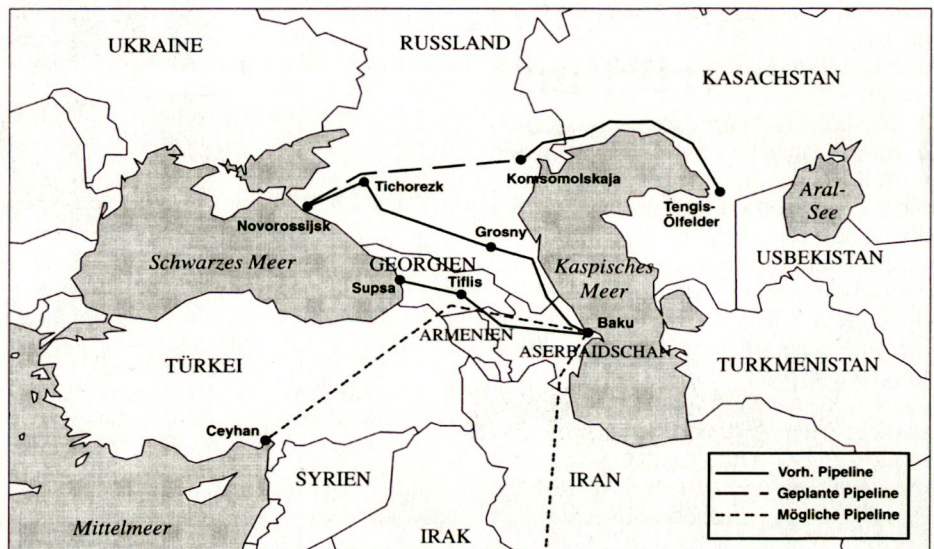 UKRAINE
RUSSLAND
KASACHSTAN
Komsomolskaja
Tichorezk
Tengis-
Ölfelder
Aral-
See
Novorossijsk
Grosny
USBEKISTAN
Schwarzes Meer
GEORGIEN
Kaspisches
Meer
Supsa
Tiflis
Baku
ARMENIEN
ASERBAIDSCHAN
TÜRKEI
TURKMENISTAN
Ceyhan
SYRIEN
IRAN
Vorh. Pipeline
Geplante Pipeline
Mögliche Pipeline
Mittelmeer
IRAK